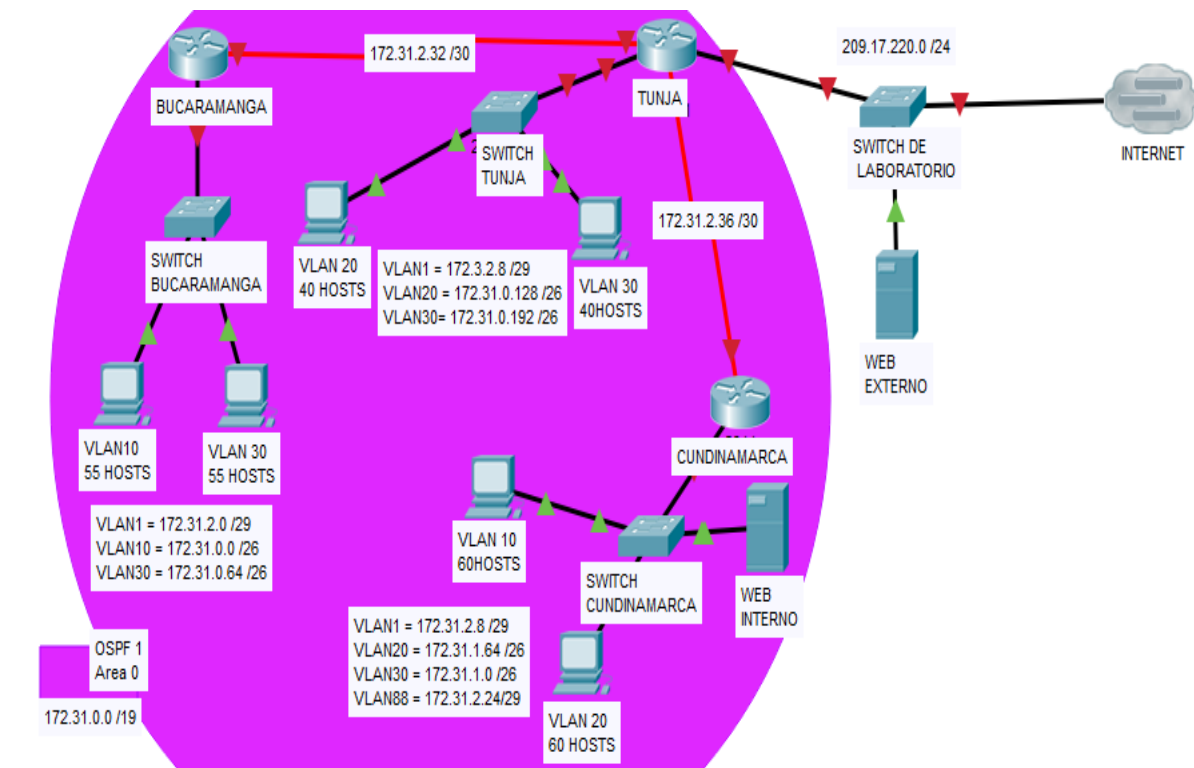 172.31.2.32 /30
209.17.220.0 /24
BUCARAMANGA
TUNJA
SWITCH
TUNJA
SWITCH DE
LABORATORIO
INTERNET
172.31.2.36 /30
SWITCH
BUCARAMANGA
VLAN 20
40 HOSTS
VLAN1 = 172.3.2.8 /29
VLAN20 = 172.31.0.128 /26
VLAN30= 172.31.0.192 /26
VLAN 30
40HOSTS
WEB
EXTERNO
VLAN10
55 HOSTS
VLAN 30
55 HOSTS
CUNDINAMARCA
VLAN1 = 172.31.2.0 /29
VLAN10 = 172.31.0.0 /26
VLAN30 = 172.31.0.64 /26
VLAN 10
60HOSTS
SWITCH
CUNDINAMARCA
WEB
INTERNO
VLAN1 = 172.31.2.8 /29
VLAN20 = 172.31.1.64 /26
VLAN30 = 172.31.1.0 /26
VLAN88 = 172.31.2.24/29
OSPF 1
Area 0
172.31.0.0 /19
VLAN 20
60 HOSTS